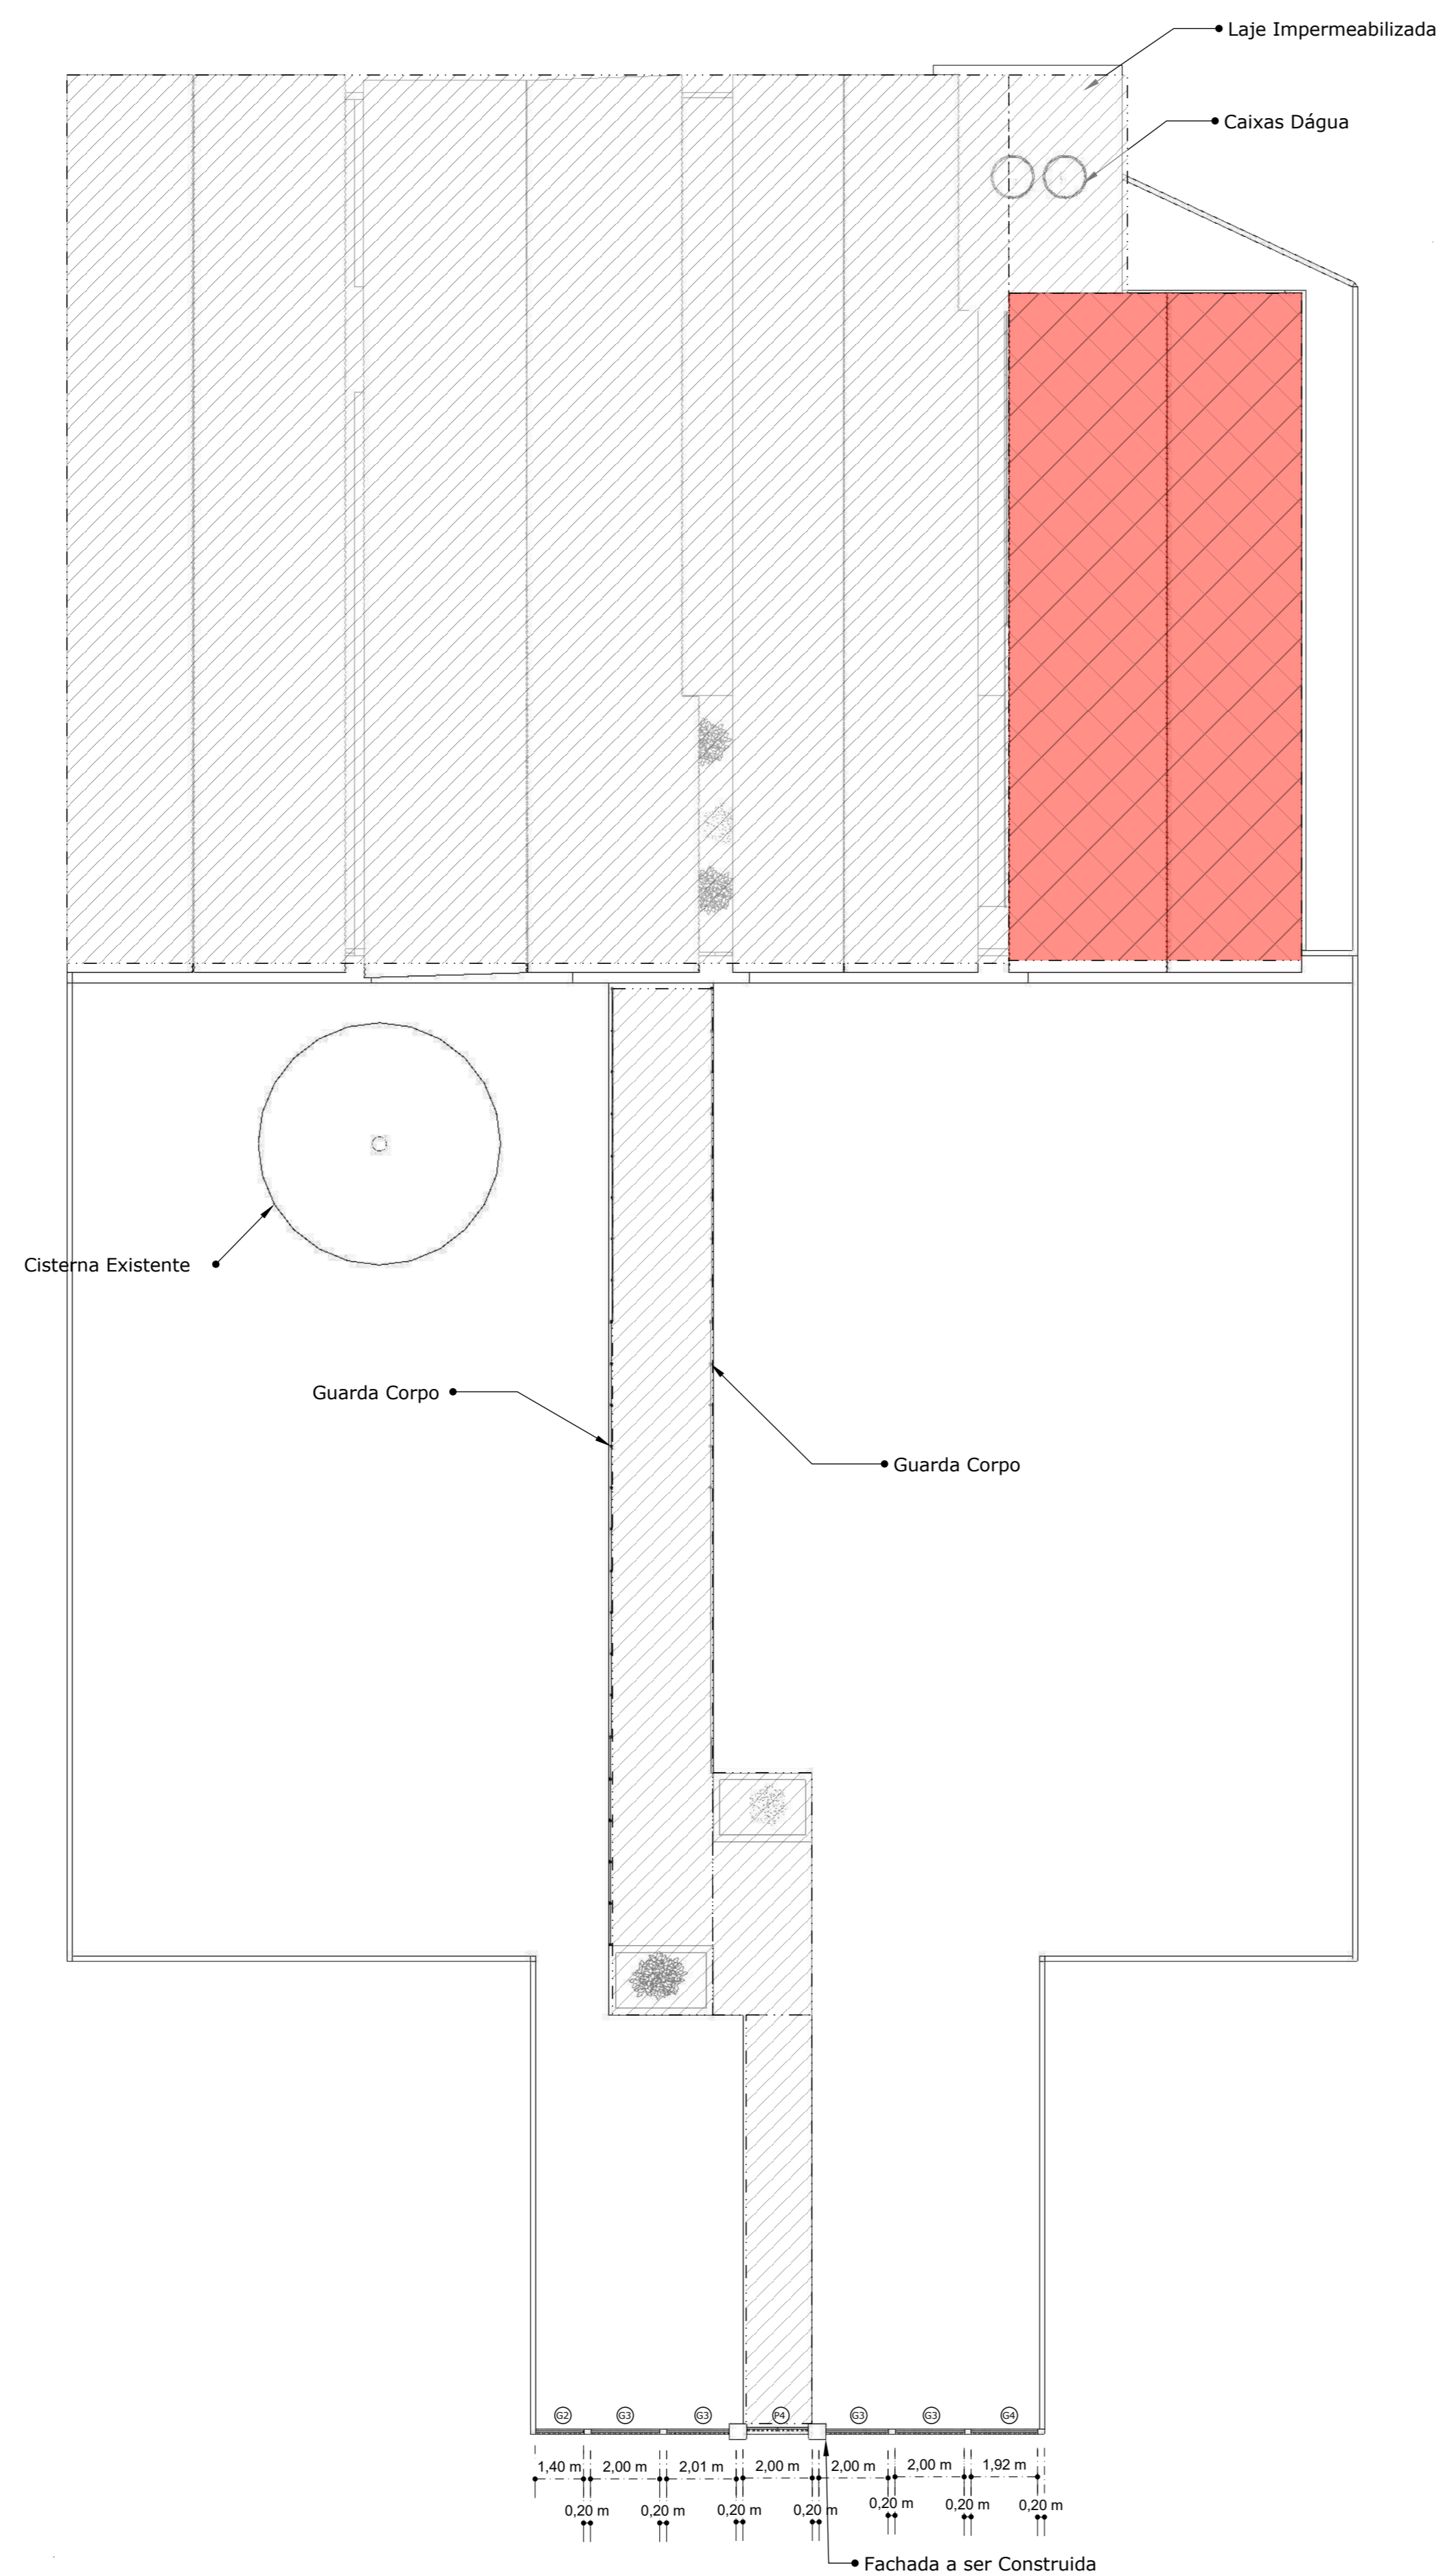 Laje Impermeabilizada
Caixas Dágua
Cisterna Existente
Guarda Corpo
Guarda Corpo
G2 G3 G3 P4 G3 G3 G4
1,40 m 2,00 m 2,01 m 2,00 m 2,00 m 2,00 m 1,92 m
0,20 m 0,20 m 0,20 m 0,20 m 0,20 m 0,20 m 0,20 m
Fachada a ser Construida